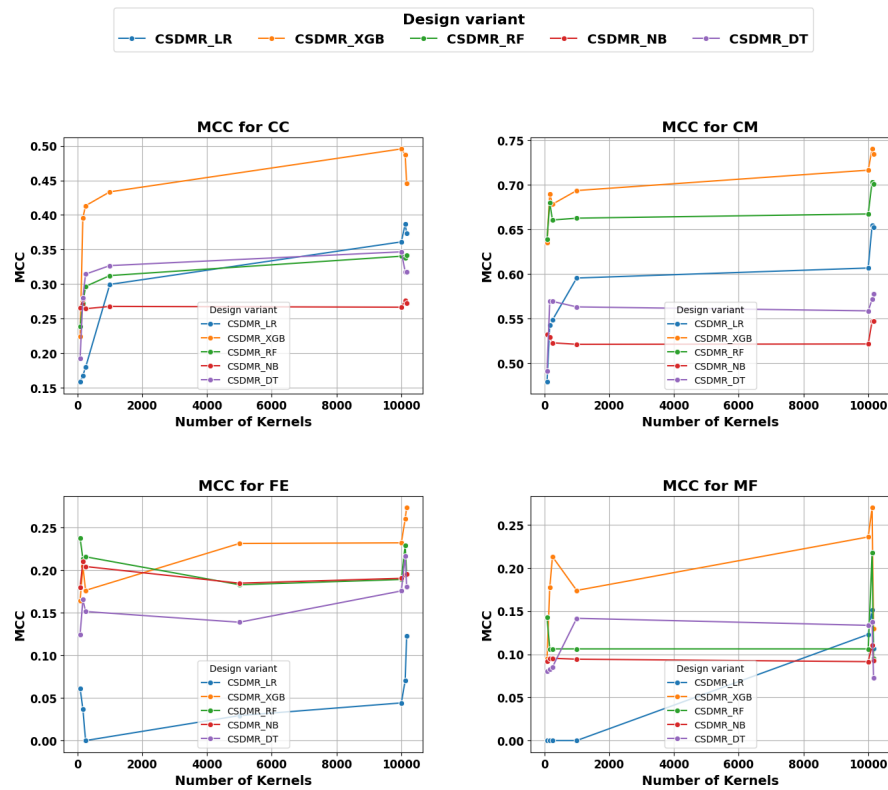 Design variant
CSDMR_LR CSDMR_XGB CSDMR_RF CSDMR_NB CSDMR_DT
MCC for CC
0.50
0.45
0.40
0.35
0.30
0.25
0.20
0.15
MCC
Design variant
CSDMR_LR
CSDMR_XGB
CSDMR_RF
CSDMR_NB
CSDMR_DT
0 2000 4000 6000 8000 10000
Number of Kernels
MCC for CM
0.75
0.70
0.65
0.60
0.55
0.50
MCC
Design variant
CSDMR_LR
CSDMR_XGB
CSDMR_RF
CSDMR_NB
CSDMR_DT
0 2000 4000 6000 8000 10000
Number of Kernels
MCC for FE
0.25
0.20
0.15
0.10
0.05
0.00
MCC
Design variant
CSDMR_LR
CSDMR_XGB
CSDMR_RF
CSDMR_NB
CSDMR_DT
0 2000 4000 6000 8000 10000
Number of Kernels
MCC for MF
0.25
0.20
0.15
0.10
0.05
0.00
MCC
Design variant
CSDMR_LR
CSDMR_XGB
CSDMR_RF
CSDMR_NB
CSDMR_DT
0 2000 4000 6000 8000 10000
Number of Kernels